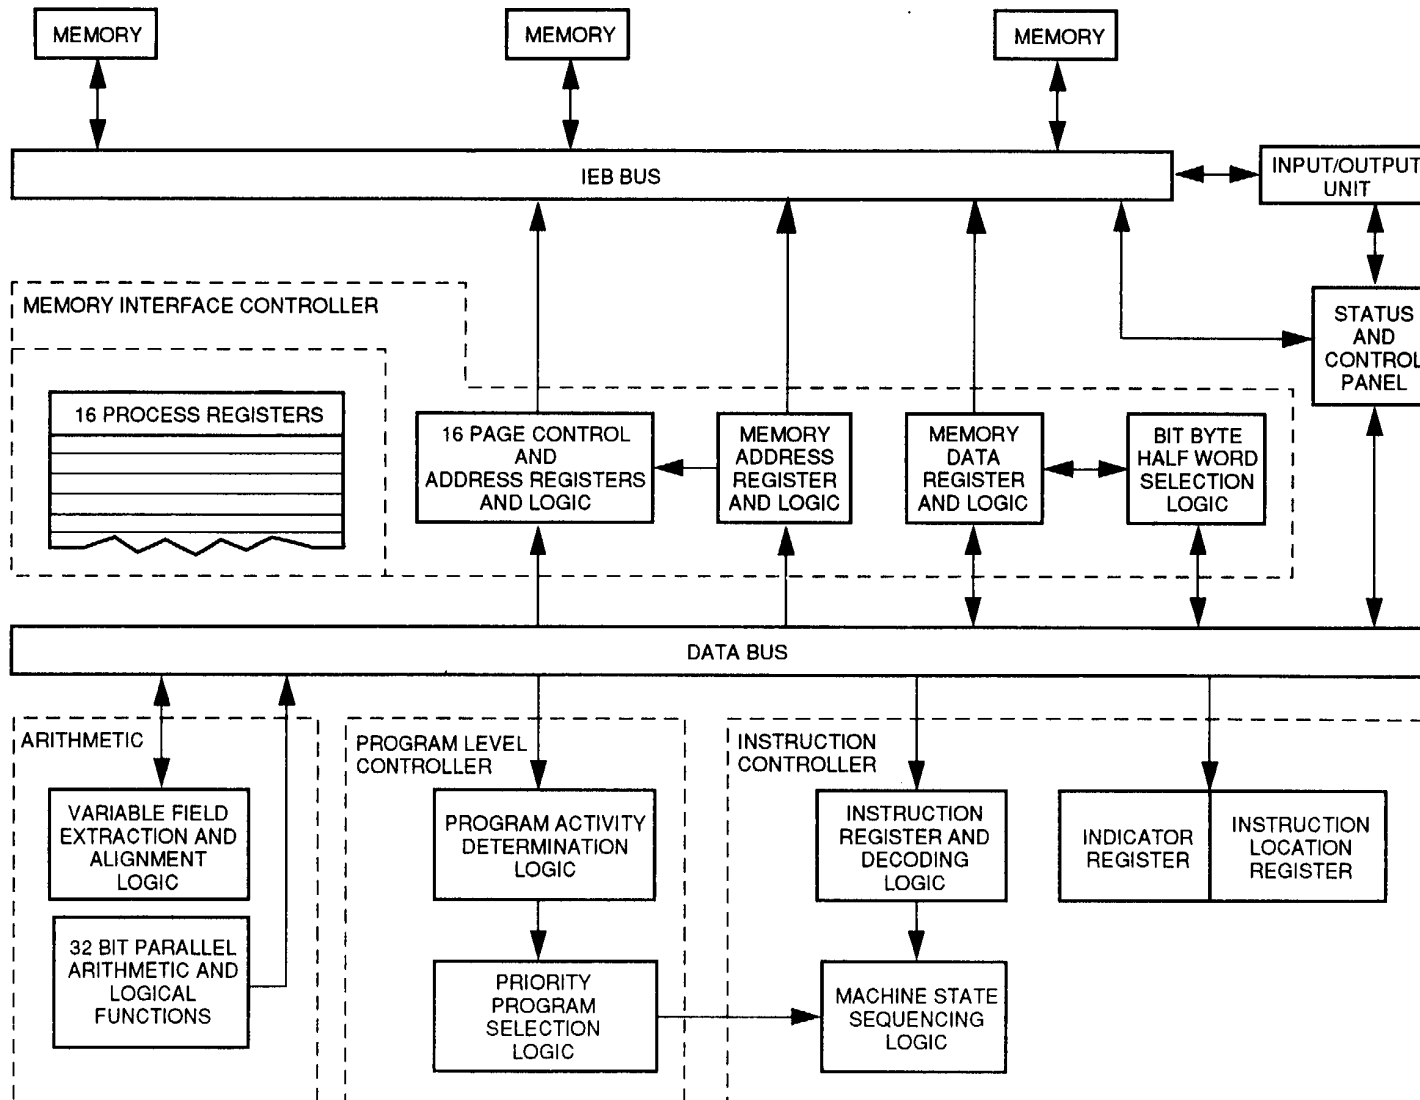 MEMORY
MEMORY
MEMORY
IEB BUS
INPUT/OUTPUT
UNIT
MEMORY INTERFACE CONTROLLER
STATUS
AND
CONTROL
PANEL
16 PROCESS REGISTERS
16 PAGE CONTROL
AND
ADDRESS REGISTERS
AND LOGIC
MEMORY
ADDRESS
REGISTER
AND LOGIC
MEMORY
DATA
REGISTER
AND LOGIC
BIT BYTE
HALF WORD
SELECTION
LOGIC
DATA BUS
ARITHMETIC
VARIABLE FIELD
EXTRACTION AND
ALIGNMENT
LOGIC
32 BIT PARALLEL
ARITHMETIC AND
LOGICAL
FUNCTIONS
PROGRAM LEVEL
CONTROLLER
PROGRAM ACTIVITY
DETERMINATION
LOGIC
PRIORITY
PROGRAM
SELECTION
LOGIC
INSTRUCTION
CONTROLLER
INSTRUCTION
REGISTER AND
DECODING
LOGIC
MACHINE STATE
SEQUENCING
LOGIC
INDICATOR
REGISTER
INSTRUCTION
LOCATION
REGISTER